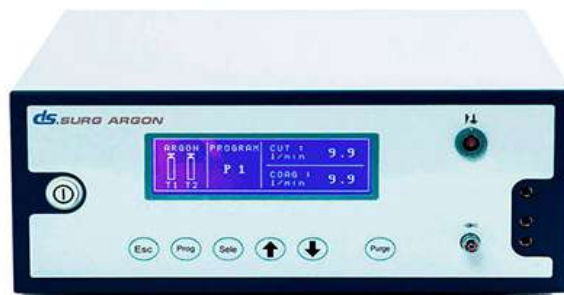 ds.SURG ARGON
ARGON PROGRAM CUT :
l/min 9.9
P 1
T1 T2
COAG :
l/min 9.9
Esc Prog Sele Purge